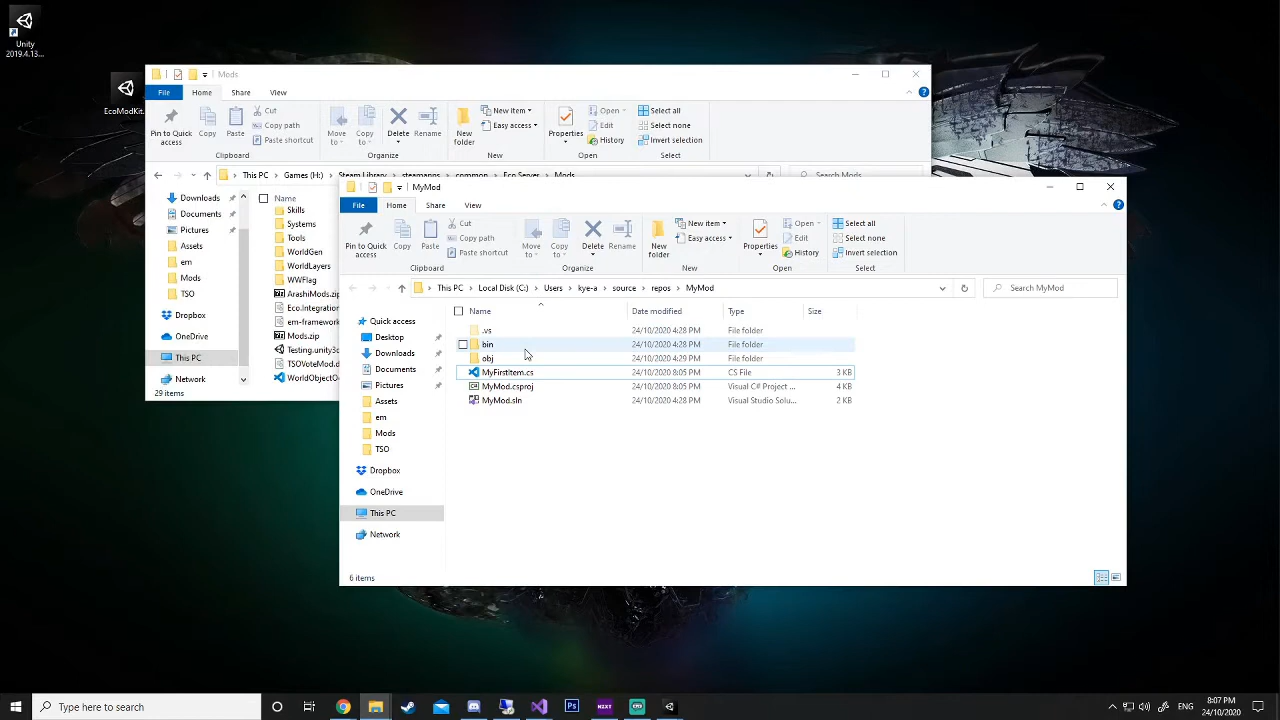 Unity
2019.4.13...
EcoModKit.
Mods
File
Home
Share
View
Pin to Quick
access
Copy
Paste
Cut
Copy path
Paste shortcut
Clipboard
Move
to
Copy
to
Delete
Rename
Organize
New
folder
New item
Easy access
New
Properties
Open
Edit
History
Open
Select all
Select none
Invert selection
Select
This PC
Games (H:)
Steam Library
steamapps
common
Eco Server
Mods
Search Mods
Downloads
Documents
Pictures
Assets
em
Mods
TSO
Dropbox
OneDrive
This PC
Network
Name
Skills
Systems
Tools
WorldGen
WorldLayers
WWFlag
ArashiMods.zip
Eco.Integration
em-framework
Mods.zip
Testing.unity3
TSOVoteMod.d
WorldObjectO
29 items
MyMod
File
Home
Share
View
Pin to Quick
access
Copy
Paste
Cut
Copy path
Paste shortcut
Clipboard
Move
to
Copy
to
Delete
Rename
Organize
New
folder
New item
Easy access
New
Properties
Open
Edit
History
Open
Select all
Select none
Invert selection
Select
This PC
Local Disk (C:)
Users
kye-a
source
repos
MyMod
Search MyMod
Name
Date modified
Type
Size
Quick access
Desktop
Downloads
Documents
Pictures
Assets
em
Mods
TSO
Dropbox
OneDrive
This PC
Network
.vs 24/10/2020 4:28 PM File folder
bin 24/10/2020 4:28 PM File folder
obj 24/10/2020 4:29 PM File folder
MyFirstItem.cs 24/10/2020 8:05 PM CS File 3 KB
MyMod.csproj 24/10/2020 8:05 PM Visual C# Project ... 4 KB
MyMod.sln 24/10/2020 4:28 PM Visual Studio Solu... 2 KB
6 items
Type here to search
Ps
NZXT
ENG
8:07 PM
24/10/2020